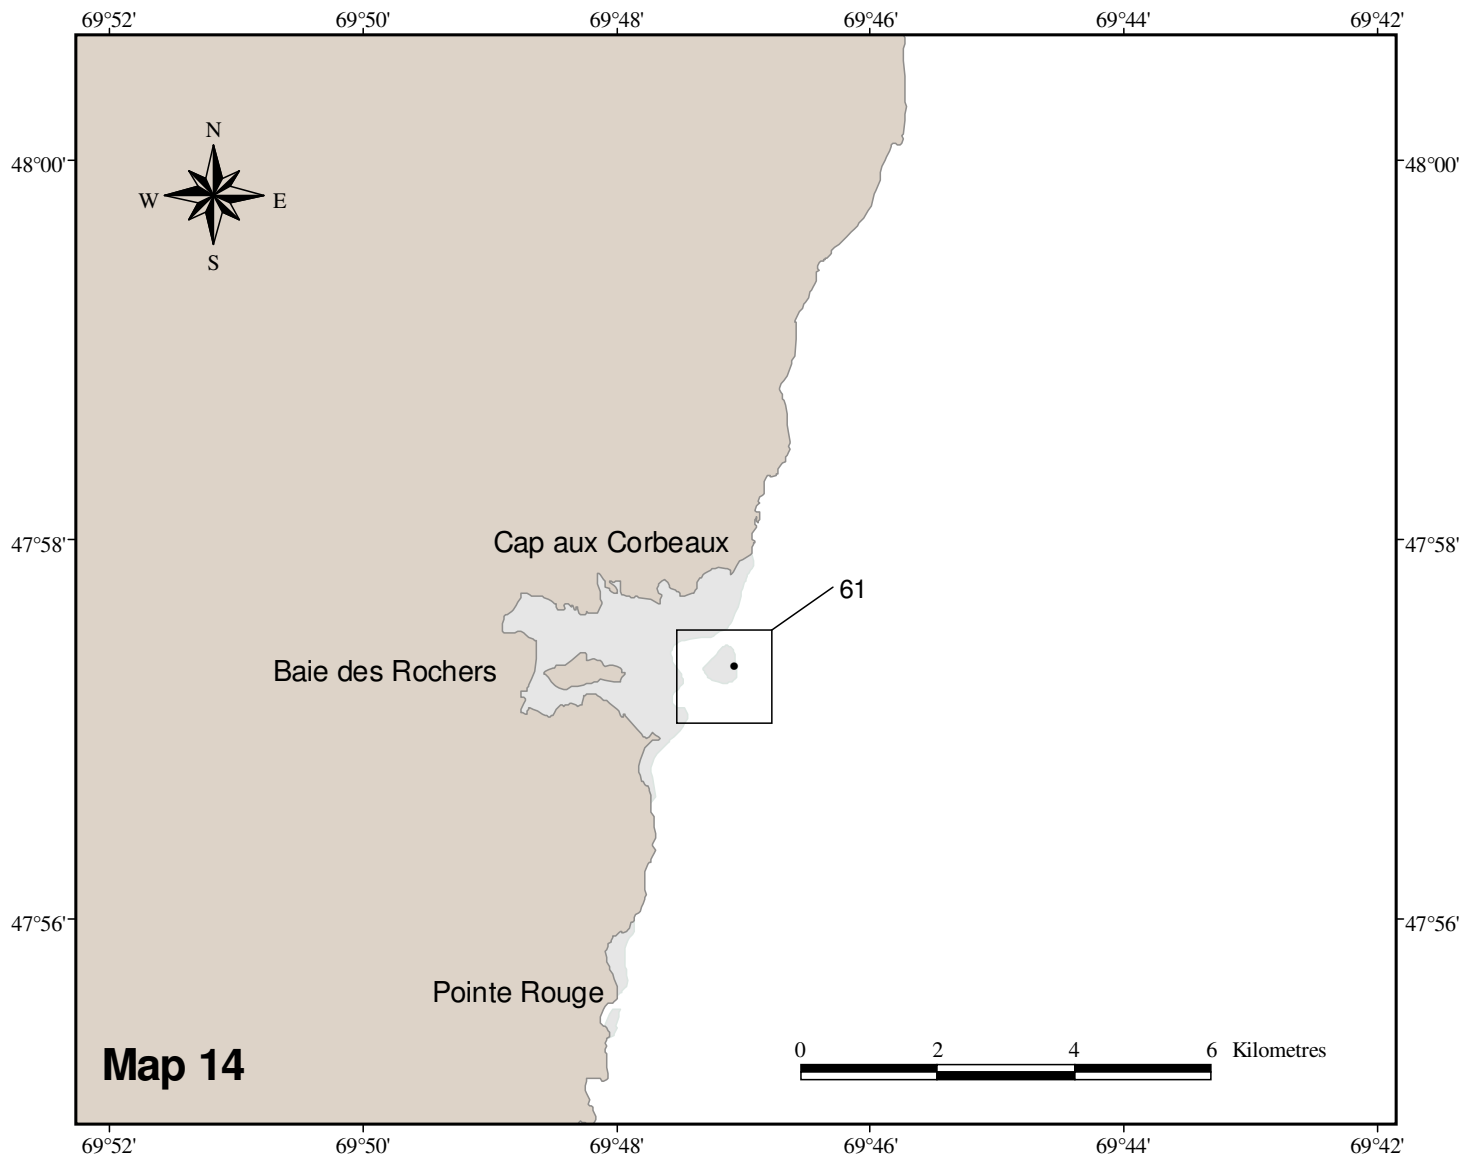 69°52' 69°50' 69°48' 69°46' 69°44' 69°42'
N
48°00' 48°00'
W E
S
Cap aux Corbeaux
47°58' 47°58'
61
Baie des Rochers
47°56' 47°56'
Pointe Rouge
0 2 4 6 Kilometres
Map 14
69°52' 69°50' 69°48' 69°46' 69°44' 69°42'